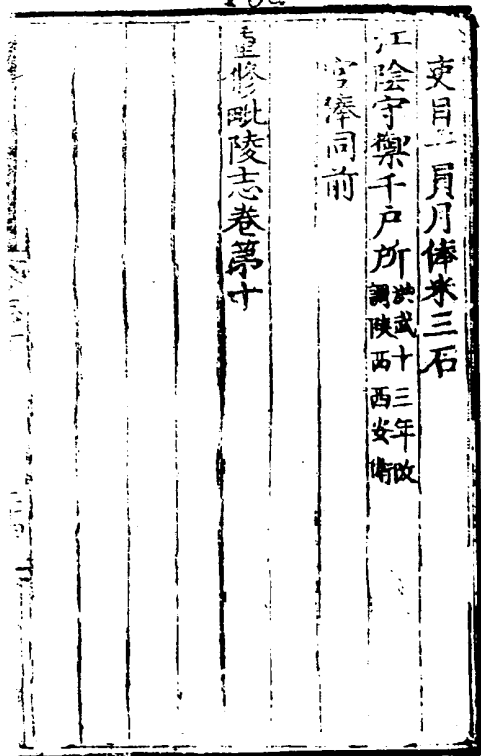 吏目一員月俸米三石
江陰守禦千戶所洪武十三年改
調陝西西安衛
官俸同前
重修毗陵志卷第十